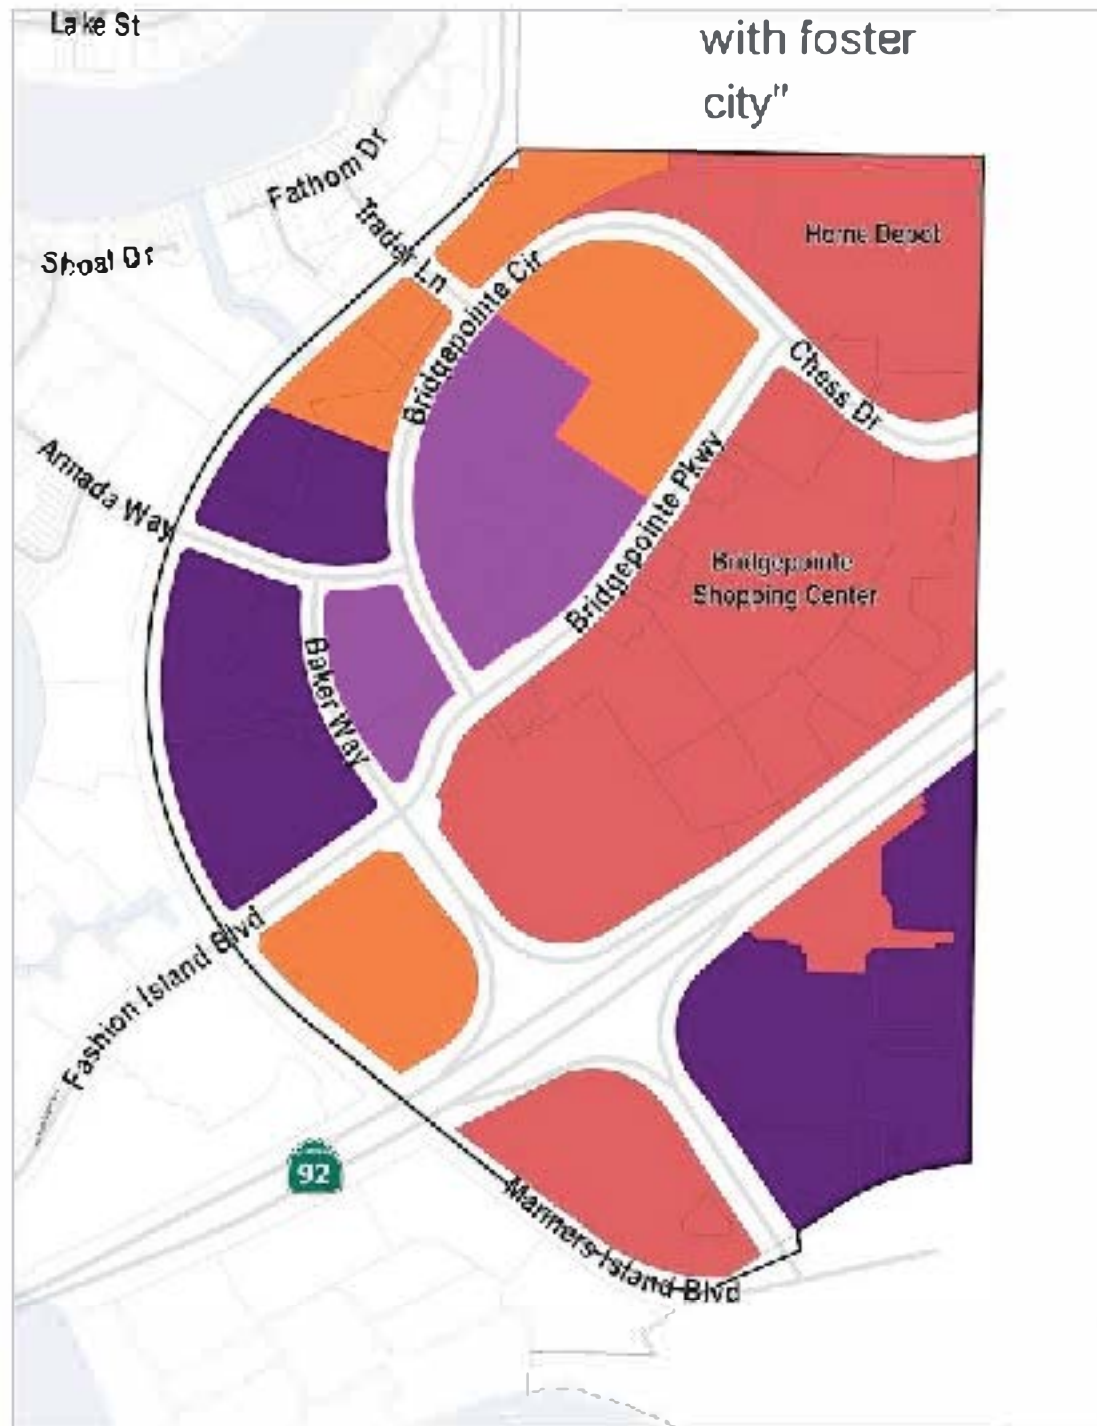 Lake St
with foster
city"
Fathom Dr
Trader Ln
Shoal Dr
Home Depot
Bridgepointe Cir
Chess Dr
Armada Way
Bridgepointe Pkwy
Bridgepointe
Shopping Center
Baker Way
Fashion Island Blvd
92
Mariners Island Blvd